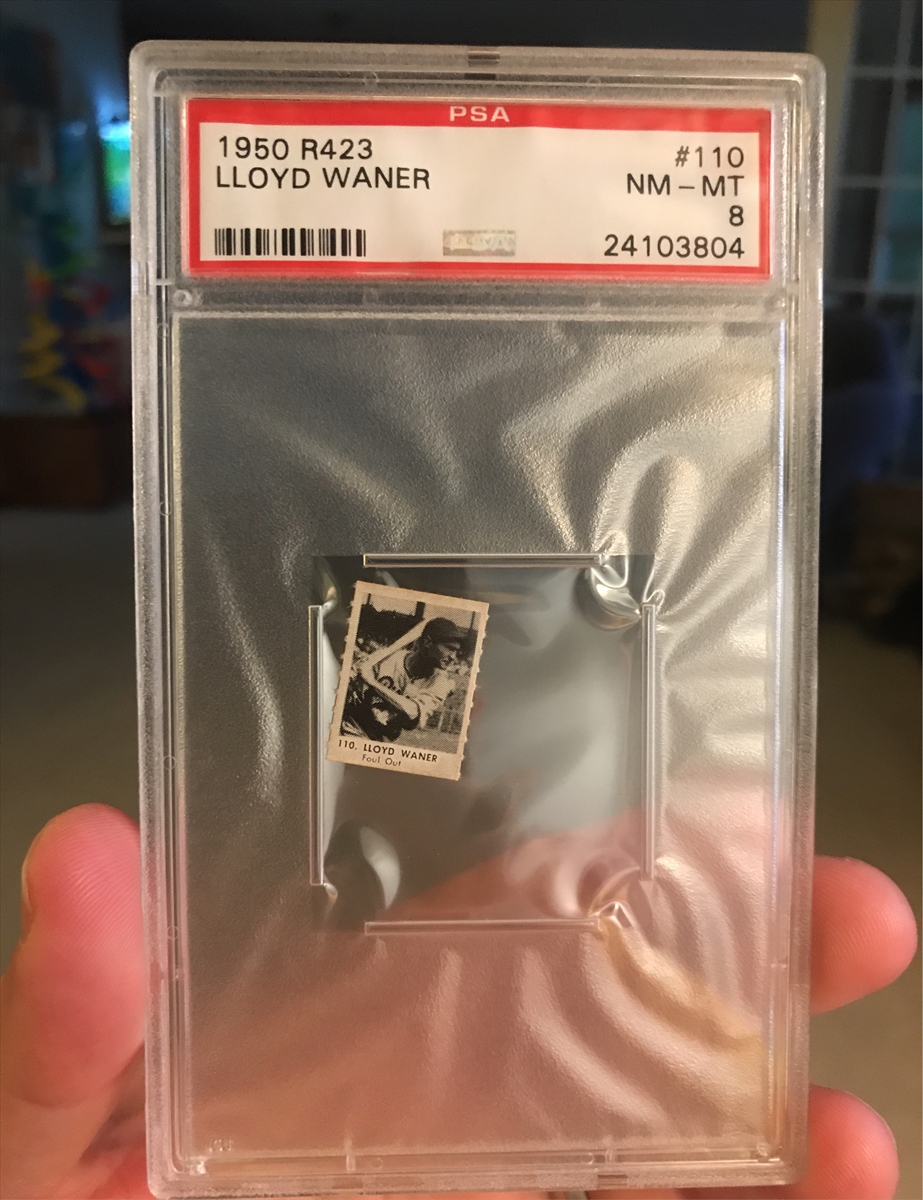 PSA
1950 R423 #110
LLOYD WANER NM - MT
8
24103804
110. LLOYD WANER
Foul Out